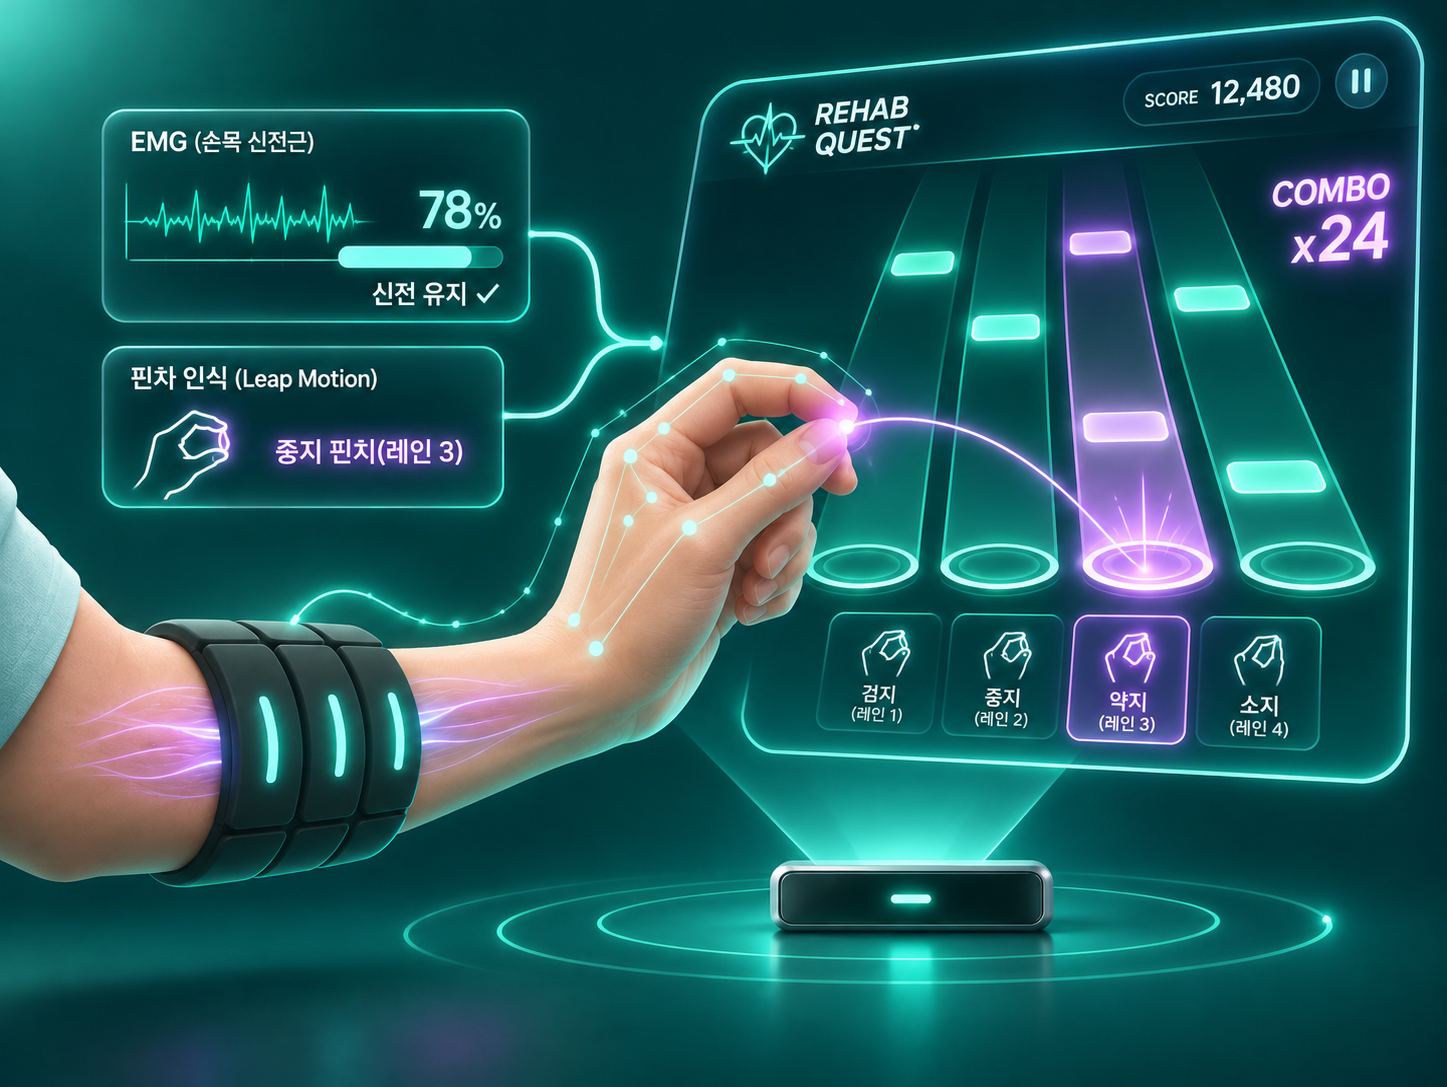 EMG (손목 신전근)
78%
신전 유지 ✓
핀차 인식 (Leap Motion)
중지 핀치(레인 3)
REHAB
QUEST
SCORE 12,480
COMBO
x24
검지
(레인 1)
중지
(레인 2)
약지
(레인 3)
소지
(레인 4)